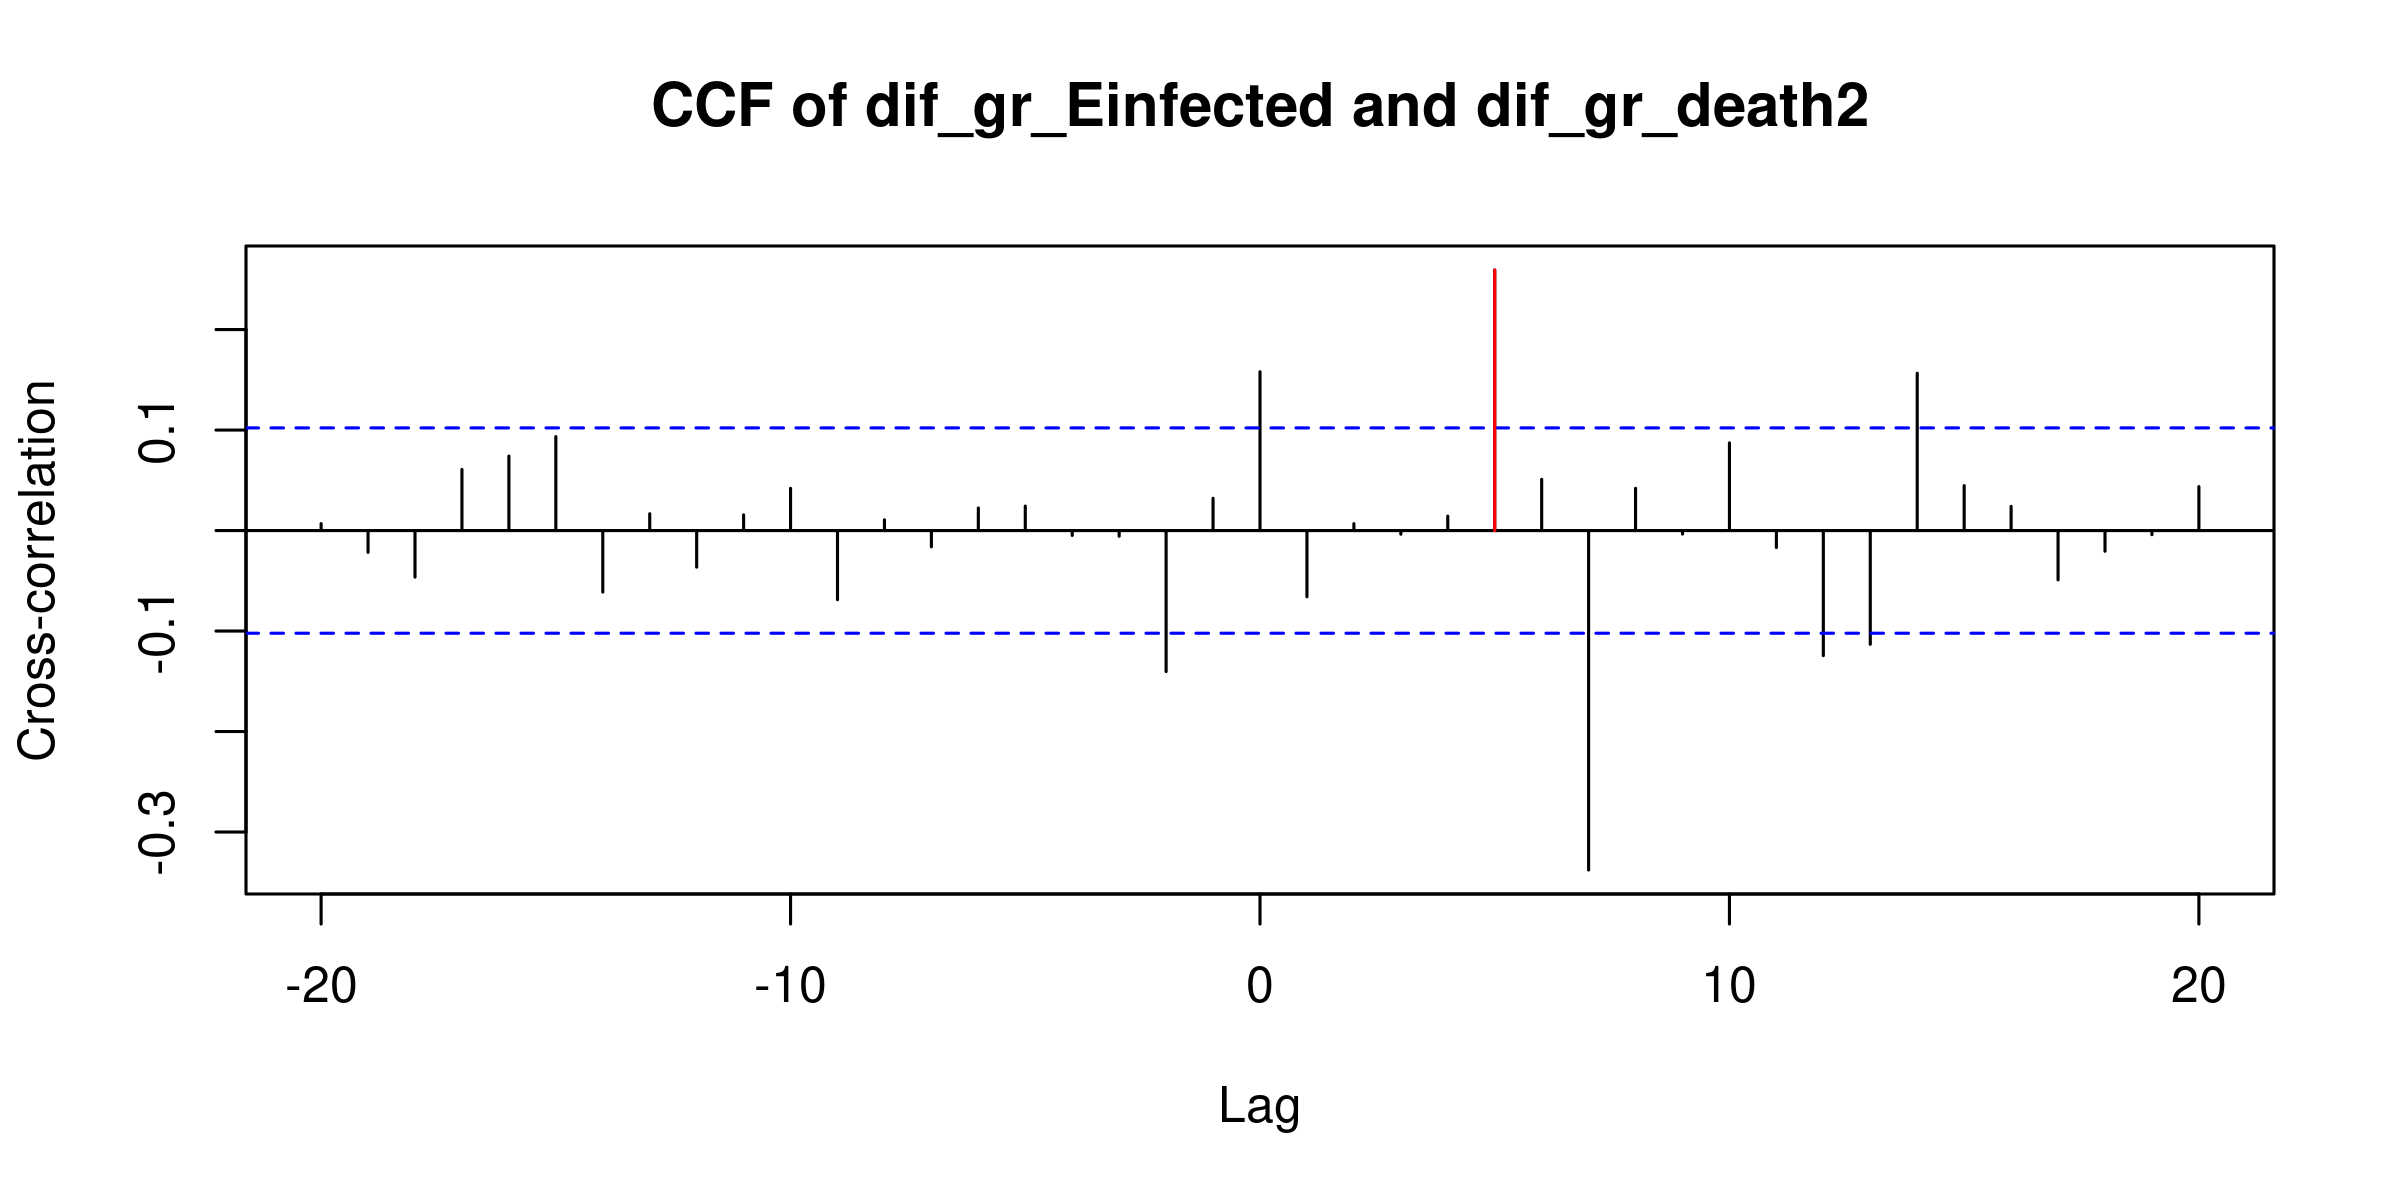 CCF of dif_gr_Einfected and dif_gr_death2
Cross-correlation
0.1
-0.1
-0.3
-20
-10
0
10
20
Lag